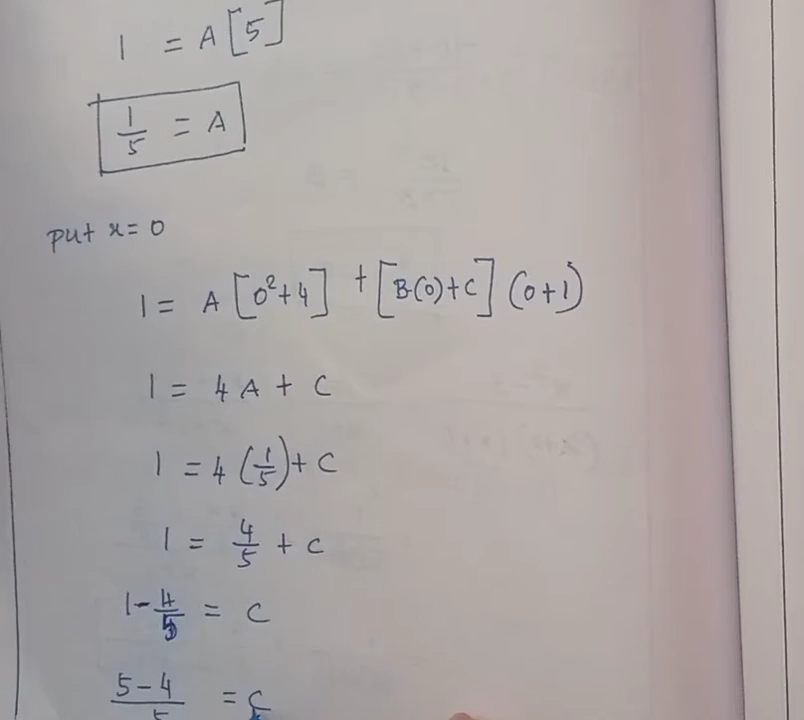 1 = A[5]
1/5 = A
put x=0
1 = A[0²+4] + [B(0)+C](0+1)
1 = 4A + C
1 = 4(1/5) + C
1 = 4/5 + C
1-4/5 = C
5-4/5 = C